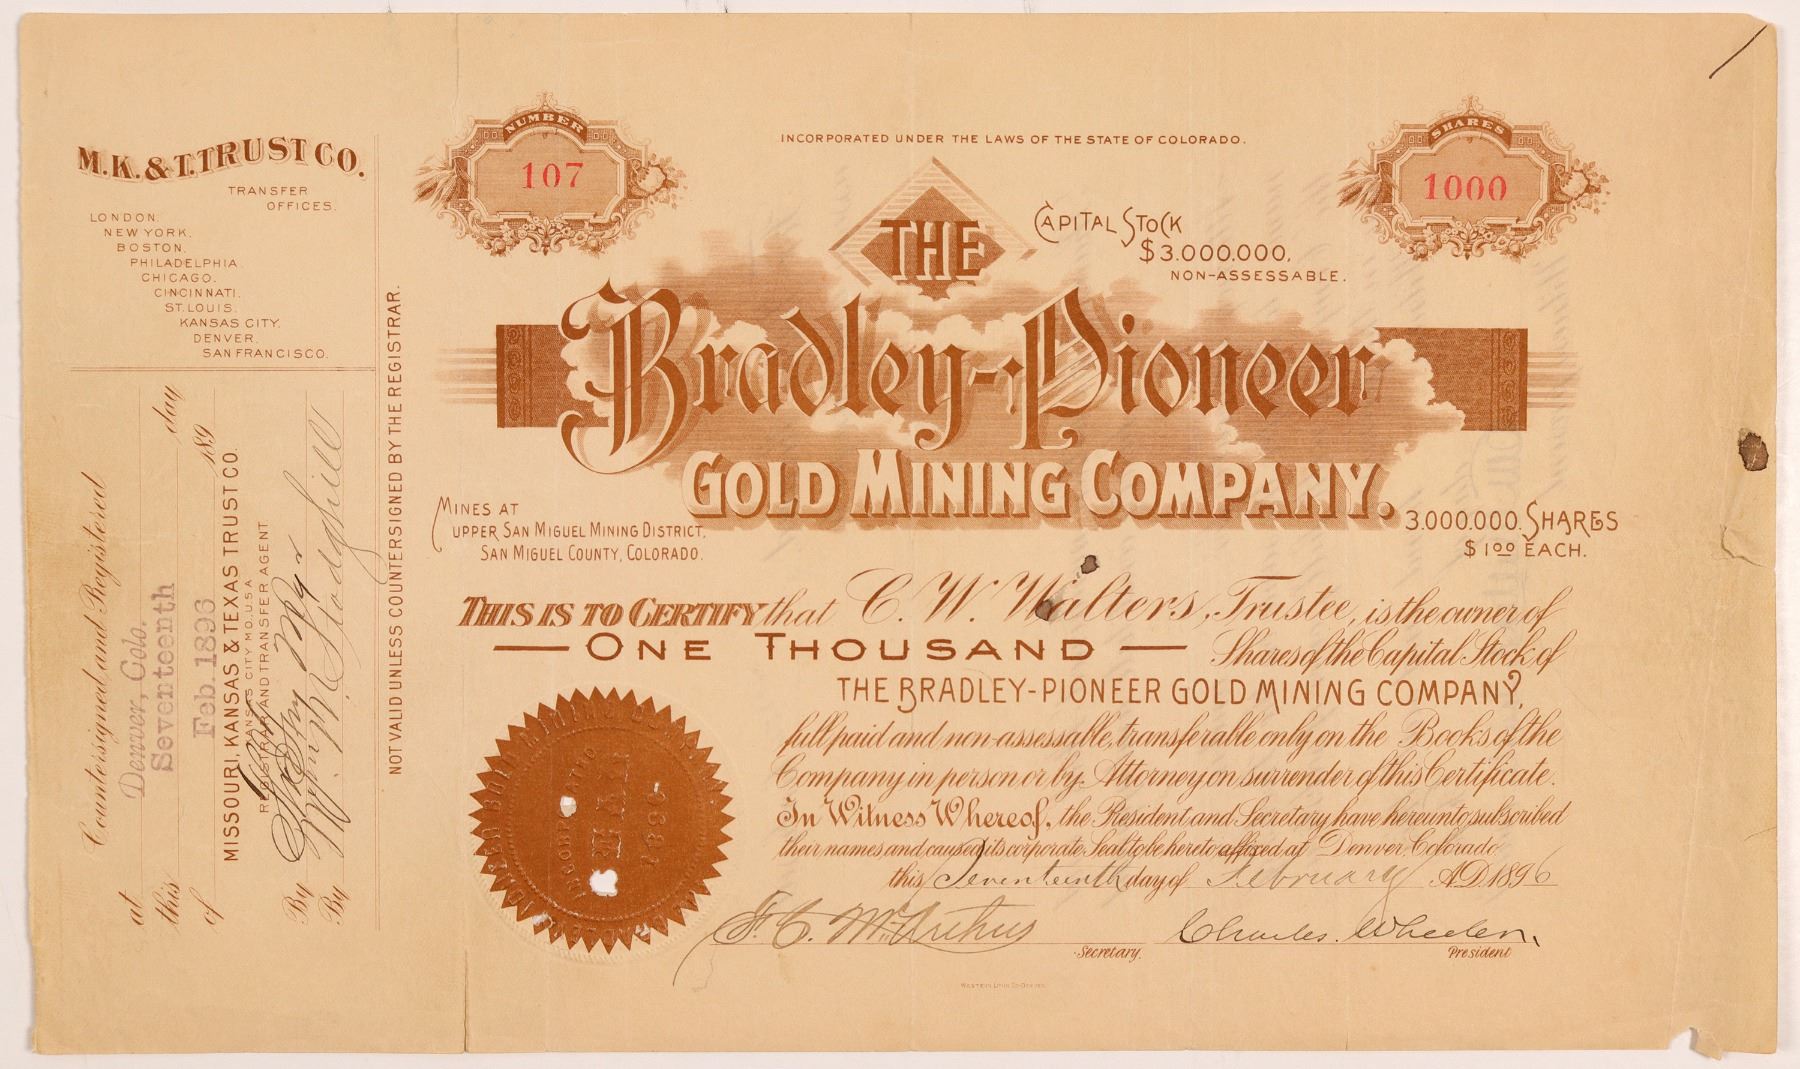 M.K. & T. TRUST CO.
TRANSFER
OFFICES.
LONDON.
NEW YORK.
BOSTON.
PHILADELPHIA.
CHICAGO.
CINCINNATI.
ST. LOUIS.
KANSAS CITY.
DENVER.
SAN FRANCISCO.
Countersigned and Registered
at Denver, Colo.
this Seventeenth day
of Feb. 1896 189
MISSOURI, KANSAS & TEXAS TRUST CO.
KANSAS CITY MO. U.S.A.
REGISTRAR AND TRANSFER AGENT
By Mgr
By Stodghill
NOT VALID UNLESS COUNTERSIGNED BY THE REGISTRAR.
NUMBER
107
INCORPORATED UNDER THE LAWS OF THE STATE OF COLORADO.
SHARES
1000
CAPITAL STOCK
$3.000.000.
NON-ASSESSABLE.
THE
Bradley-Pioneer
GOLD MINING COMPANY.
MINES AT
UPPER SAN MIGUEL MINING DISTRICT,
SAN MIGUEL COUNTY, COLORADO.
3.000.000. SHARES
$1.00 EACH.
THIS IS TO CERTIFY that C. W. Walters, Trustee, is the owner of
ONE THOUSAND Shares of the Capital Stock of
THE BRADLEY-PIONEER GOLD MINING COMPANY,
full paid and non-assessable, transferable only on the Books of the
Company in person or by Attorney on surrender of this Certificate.
In Witness Whereof, the President and Secretary have hereunto subscribed
their names and caused its corporate Seal to be hereto affixed at Denver, Colorado
this Seventeenth day of February A.D. 1896
F. C. McArthus
Secretary.
Charles Wheeler.
President
WESTERN LITHO. CO. DENVER.